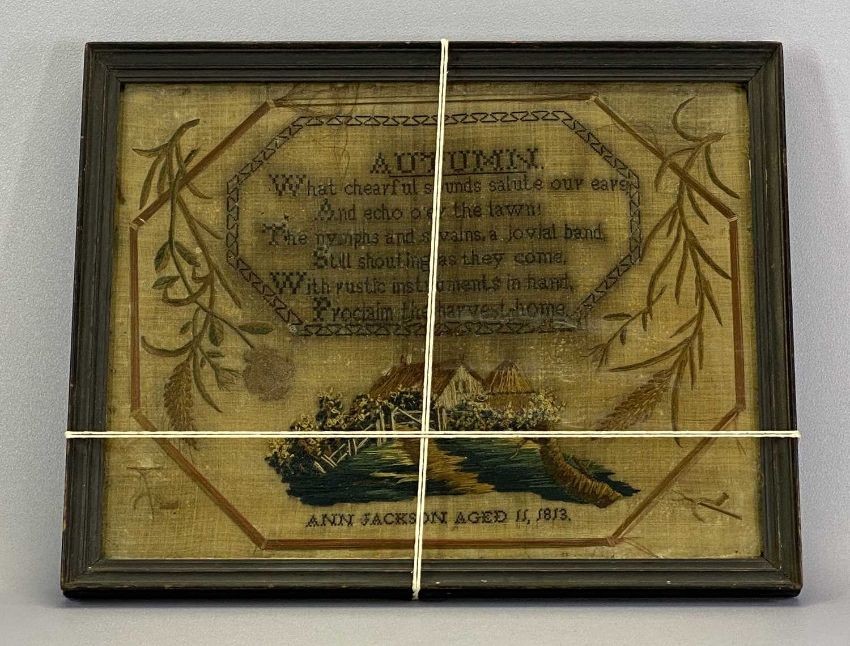 AUTUMN.
What chearful sounds salute our ears
And echo o'er the lawn!
The nymphs and swains, a jovial band,
Still shouting as they come,
With rustic instruments in hand,
Proclaim the harvest-home.
ANN JACKSON AGED 11, 1813.